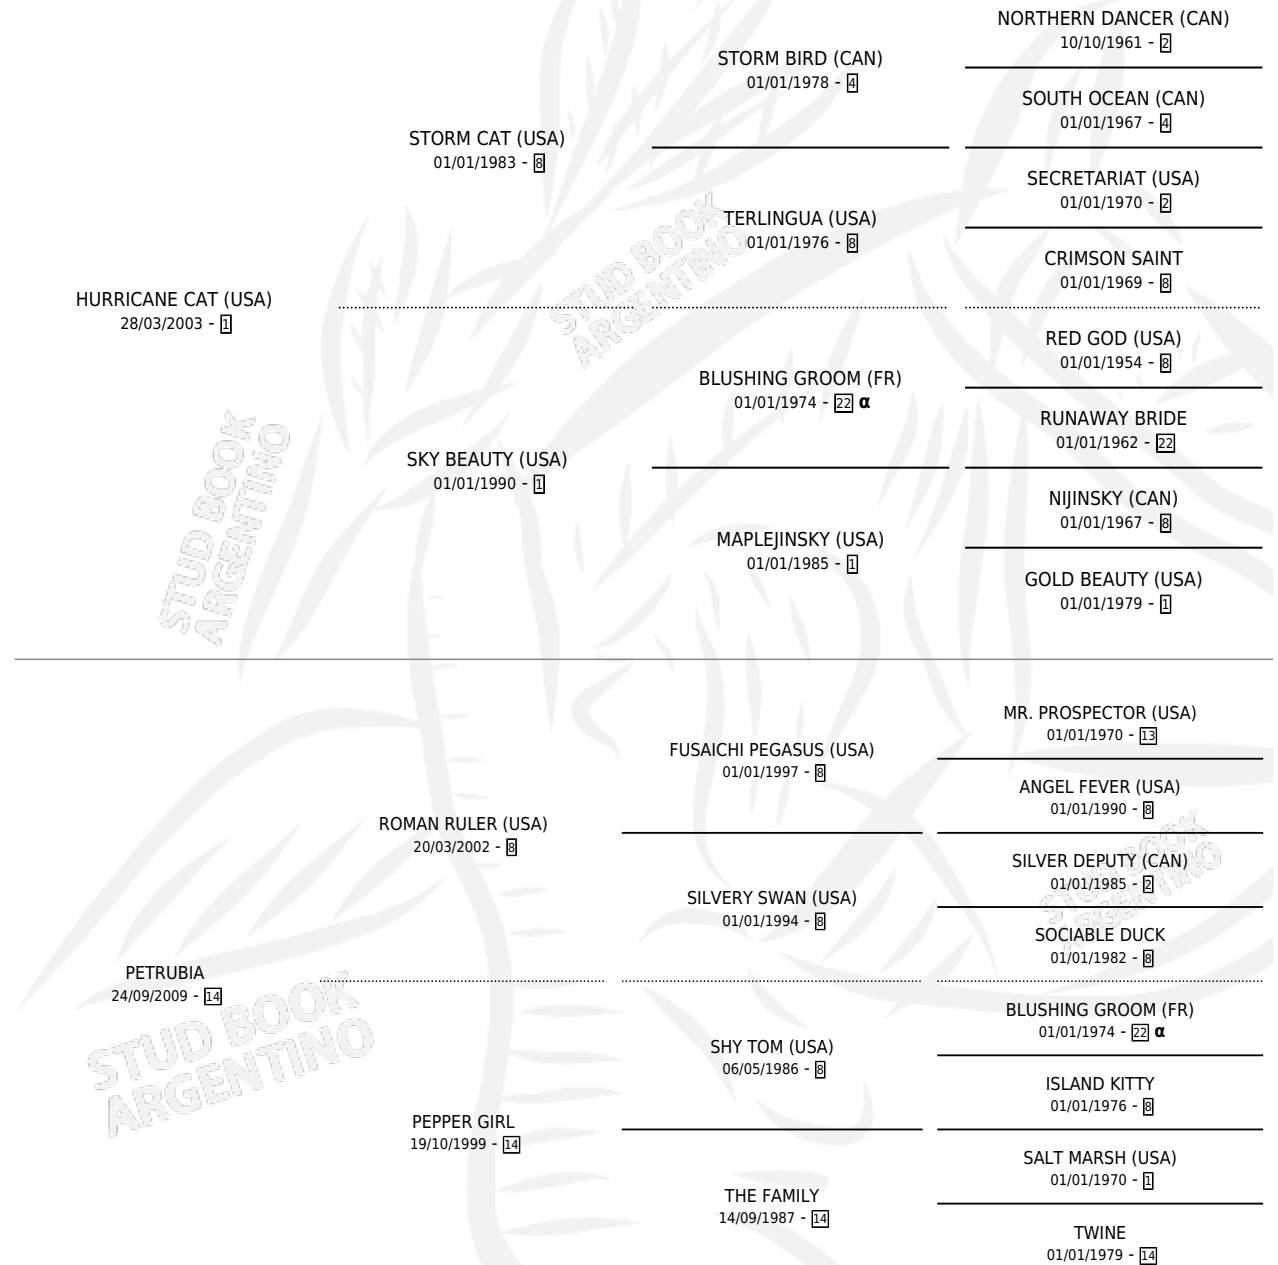 NORTHERN DANCER (CAN)
10/10/1961 - 2
STORM BIRD (CAN)
01/01/1978 - 4
SOUTH OCEAN (CAN)
01/01/1967 - 4
STORM CAT (USA)
01/01/1983 - 8
SECRETARIAT (USA)
01/01/1970 - 2
TERLINGUA (USA)
01/01/1976 - 8
CRIMSON SAINT
01/01/1969 - 8
HURRICANE CAT (USA)
28/03/2003 - 1
RED GOD (USA)
01/01/1954 - 8
BLUSHING GROOM (FR)
01/01/1974 - 22 α
RUNAWAY BRIDE
01/01/1962 - 22
SKY BEAUTY (USA)
01/01/1990 - 1
NIJINSKY (CAN)
01/01/1967 - 8
MAPLEJINSKY (USA)
01/01/1985 - 1
GOLD BEAUTY (USA)
01/01/1979 - 1
MR. PROSPECTOR (USA)
01/01/1970 - 13
FUSAICHI PEGASUS (USA)
01/01/1997 - 8
ANGEL FEVER (USA)
01/01/1990 - 8
ROMAN RULER (USA)
20/03/2002 - 8
SILVER DEPUTY (CAN)
01/01/1985 - 2
SILVERY SWAN (USA)
01/01/1994 - 8
SOCIABLE DUCK
01/01/1982 - 8
PETRUBIA
24/09/2009 - 14
BLUSHING GROOM (FR)
01/01/1974 - 22 α
SHY TOM (USA)
06/05/1986 - 8
ISLAND KITTY
01/01/1976 - 8
PEPPER GIRL
19/10/1999 - 14
SALT MARSH (USA)
01/01/1970 - 1
THE FAMILY
14/09/1987 - 14
TWINE
01/01/1979 - 14
STUD BOOK
ARGENTINO
STUD BOOK
ARGENTINO
STUD BOOK
ARGENTINO
STUD BOOK
ARGENTINO